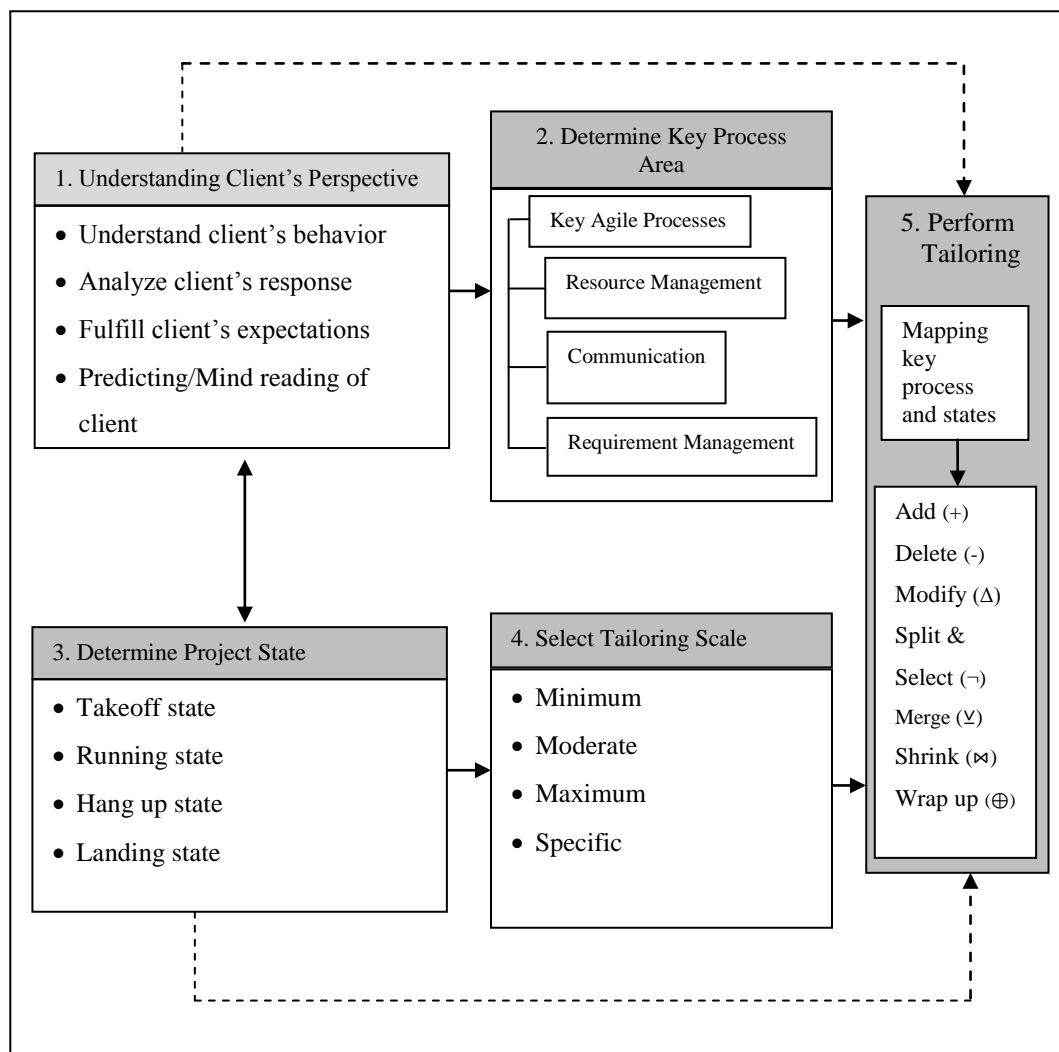 1. Understanding Client’s Perspective
• Understand client’s behavior
• Analyze client’s response
• Fulfill client’s expectations
• Predicting/Mind reading of
client
2. Determine Key Process
Area
Key Agile Processes
Resource Management
Communication
Requirement Management
3. Determine Project State
• Takeoff state
• Running state
• Hang up state
• Landing state
4. Select Tailoring Scale
• Minimum
• Moderate
• Maximum
• Specific
5. Perform
Tailoring
Mapping
key
process
and states
Add (+)
Delete (-)
Modify (Δ)
Split &
Select (¬)
Merge (⊻)
Shrink (⋈)
Wrap up (⊕)